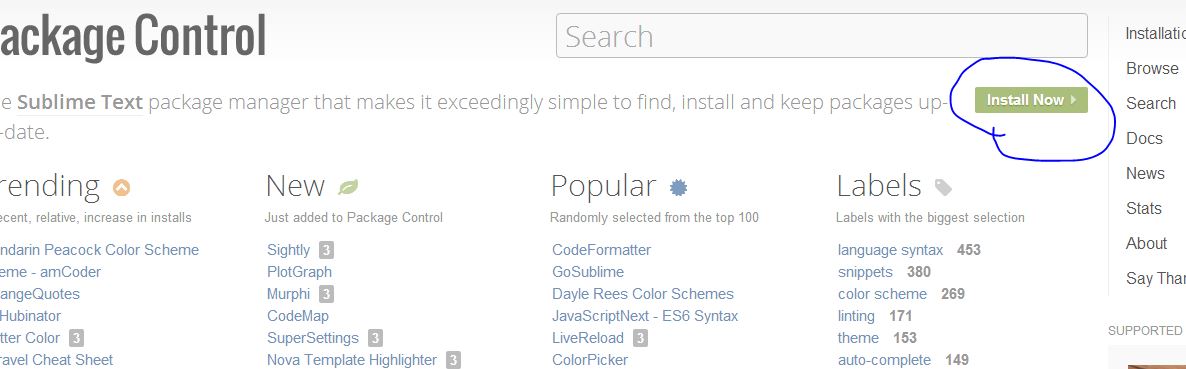 ackage Control
Search
e Sublime Text package manager that makes it exceedingly simple to find, install and keep packages up-
-date.
Install Now
rending
ecent, relative, increase in installs
ndarin Peacock Color Scheme
eme - amCoder
angeQuotes
Hubinator
tter Color 3
ravel Cheat Sheet
New
Just added to Package Control
Sightly 3
PlotGraph
Murphi 3
CodeMap
SuperSettings 3
Nova Template Highlighter 3
Popular
Randomly selected from the top 100
CodeFormatter
GoSublime
Dayle Rees Color Schemes
JavaScriptNext - ES6 Syntax
LiveReload 3
ColorPicker
Labels
Labels with the biggest selection
language syntax 453
snippets 380
color scheme 269
linting 171
theme 153
auto-complete 149
Installatio
Browse
Search
Docs
News
Stats
About
Say Than
SUPPORTED